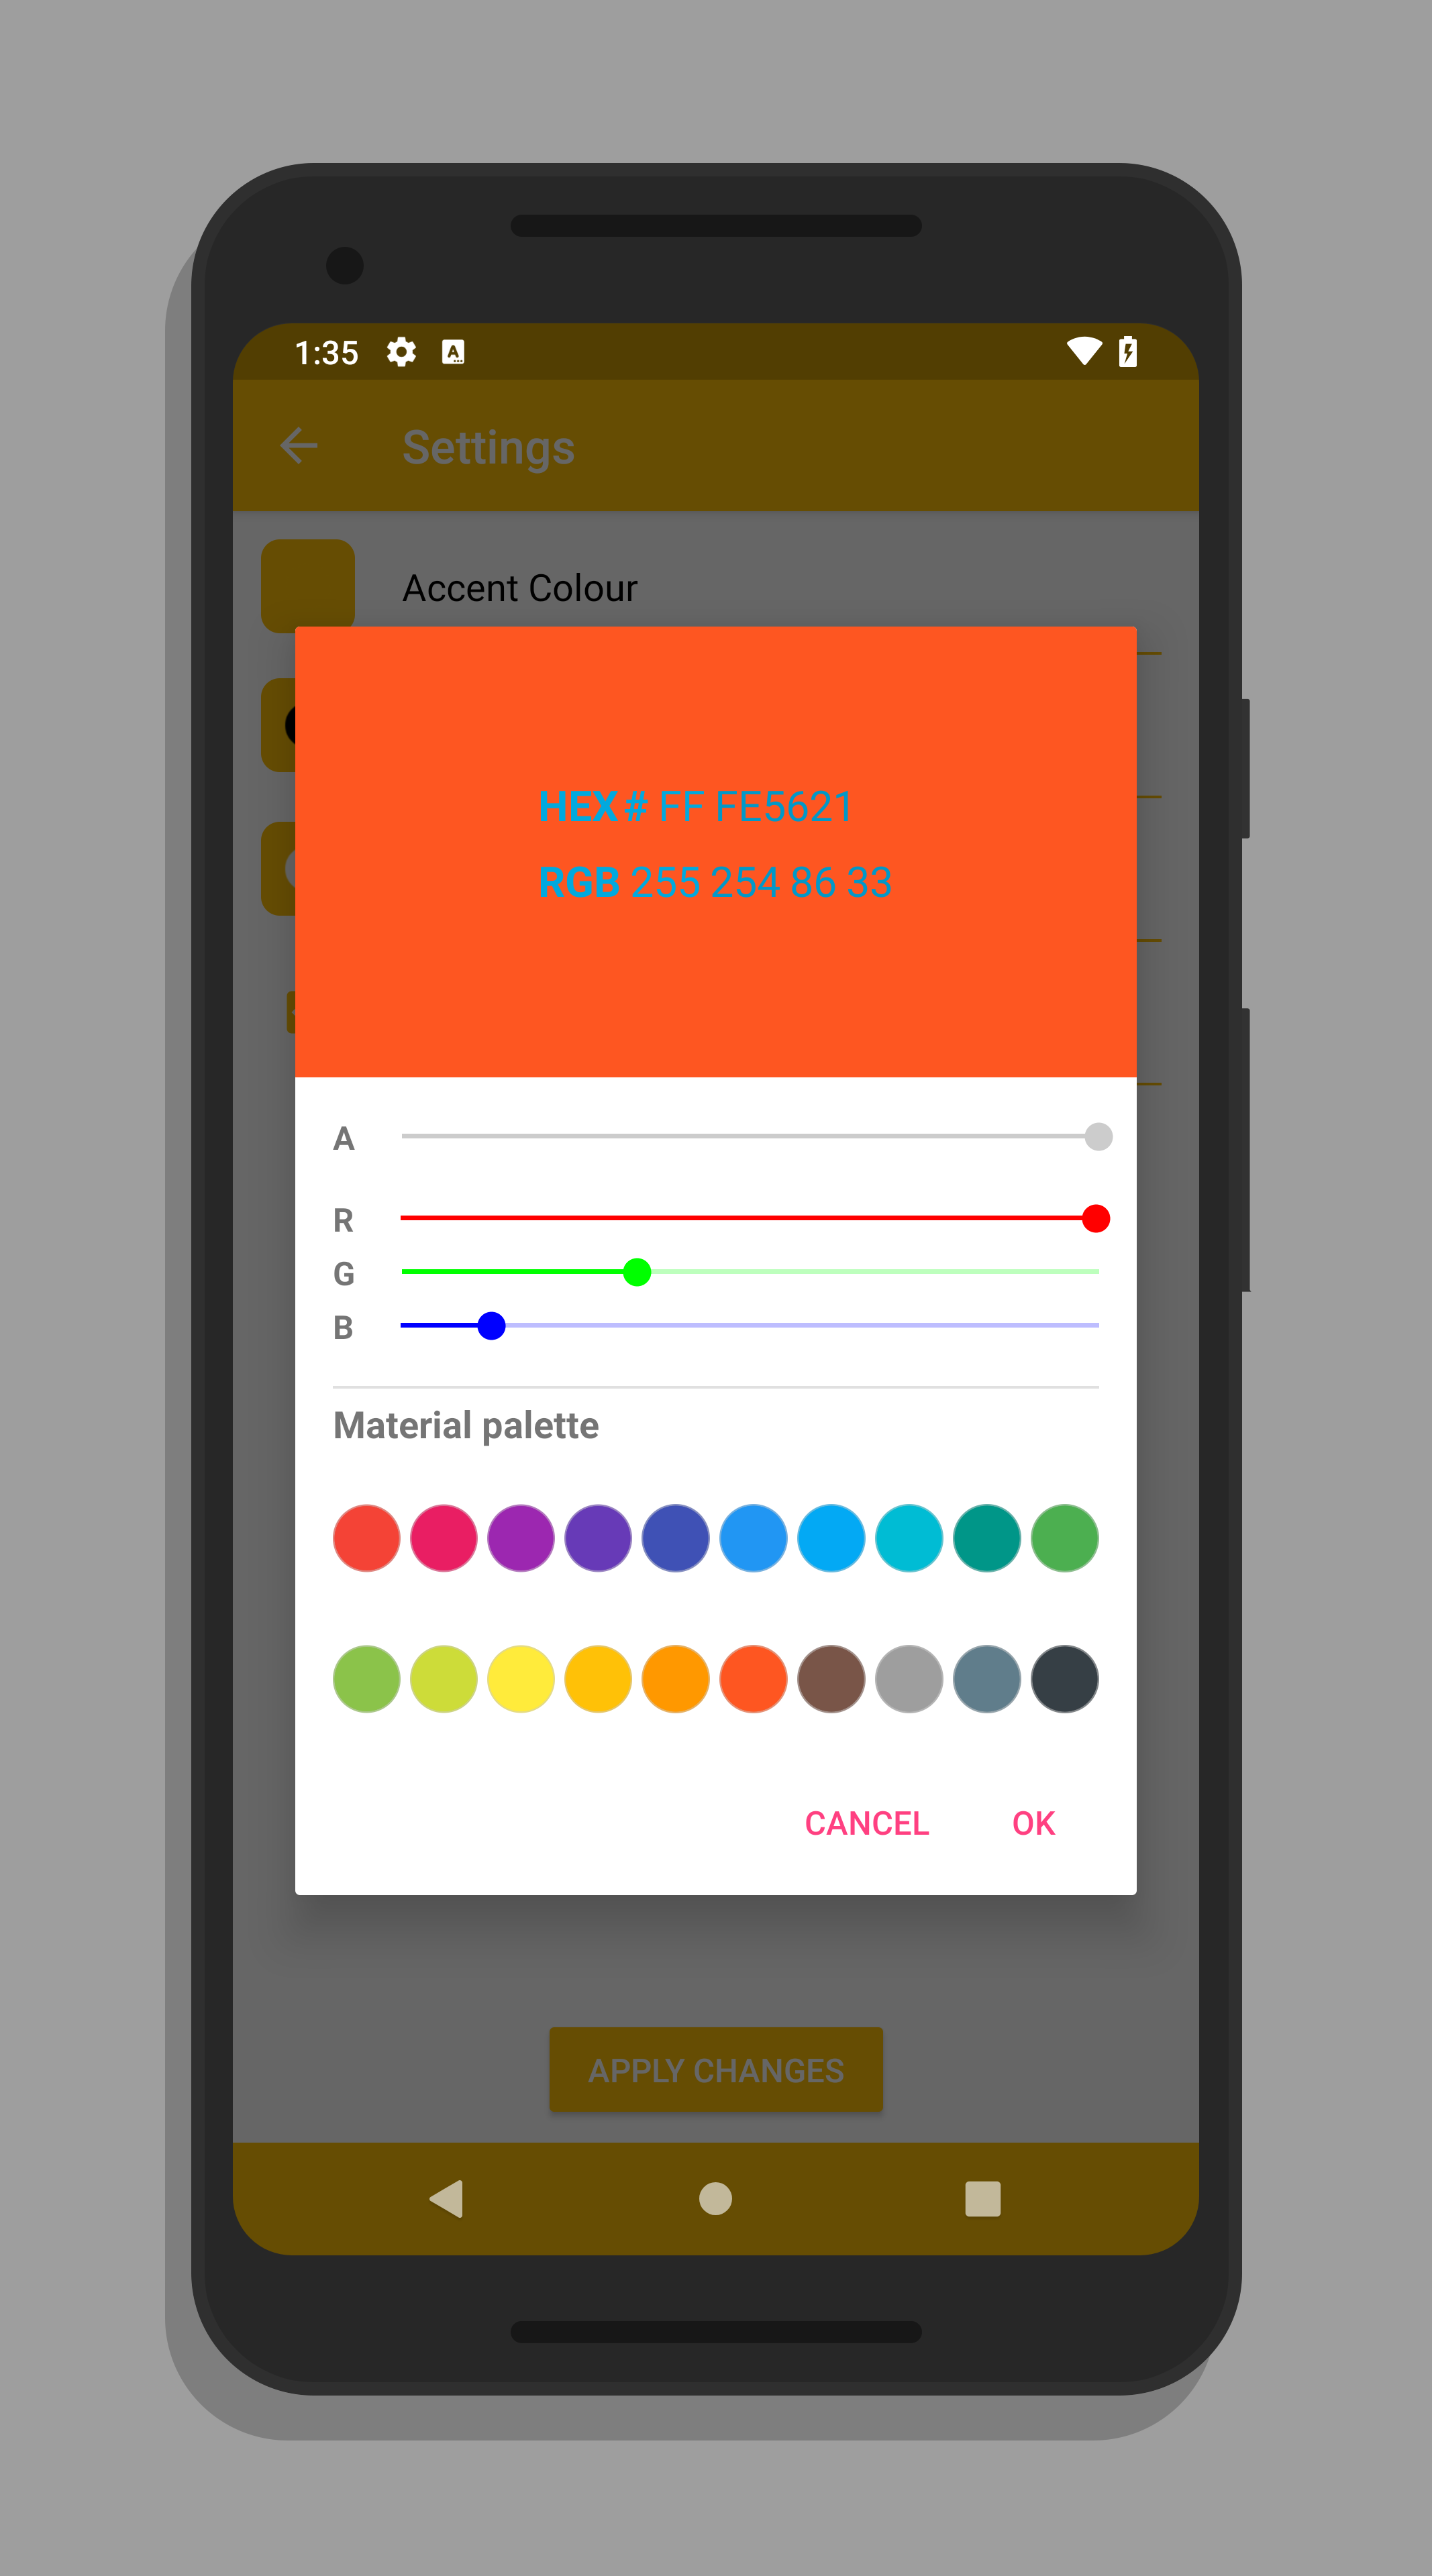 1:35
Settings
Accent Colour
HEX # FF FE5621
RGB 255 254 86 33
A
R
G
B
Material palette
CANCEL OK
APPLY CHANGES